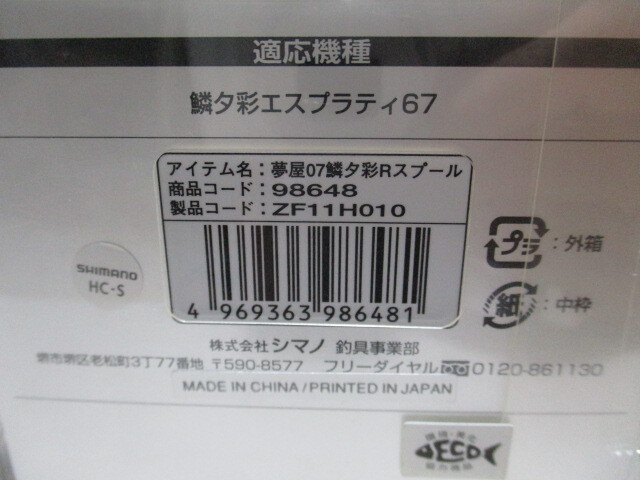 適応機種
鱗夕彩エスプラティ67
アイテム名：夢屋07鱗夕彩Rスプール
商品コード：98648
製品コード：ZF11H010
4 969363 986481
プラ：外箱
紙：中枠
SHIMANO
HC-S
株式会社シマノ 釣具事業部
堺市堺区老松町3丁77番地 〒590-8577 フリーダイヤル 0120-861130
MADE IN CHINA/PRINTED IN JAPAN
環境・美化
ECO